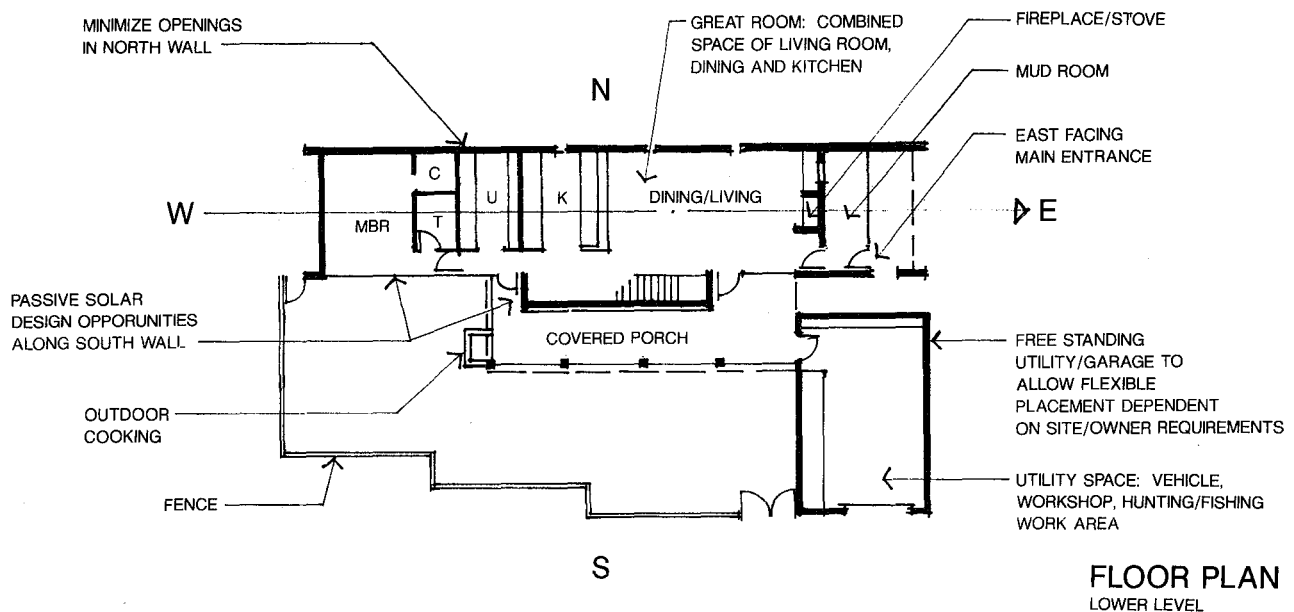 MINIMIZE OPENINGS
IN NORTH WALL
GREAT ROOM: COMBINED
SPACE OF LIVING ROOM,
DINING AND KITCHEN
FIREPLACE/STOVE
MUD ROOM
EAST FACING
MAIN ENTRANCE
N
W
E
C
U
K
DINING/LIVING
MBR
T
PASSIVE SOLAR
DESIGN OPPORUNITIES
ALONG SOUTH WALL
COVERED PORCH
FREE STANDING
UTILITY/GARAGE TO
ALLOW FLEXIBLE
PLACEMENT DEPENDENT
ON SITE/OWNER REQUIREMENTS
OUTDOOR
COOKING
FENCE
UTILITY SPACE: VEHICLE,
WORKSHOP, HUNTING/FISHING
WORK AREA
S
FLOOR PLAN
LOWER LEVEL